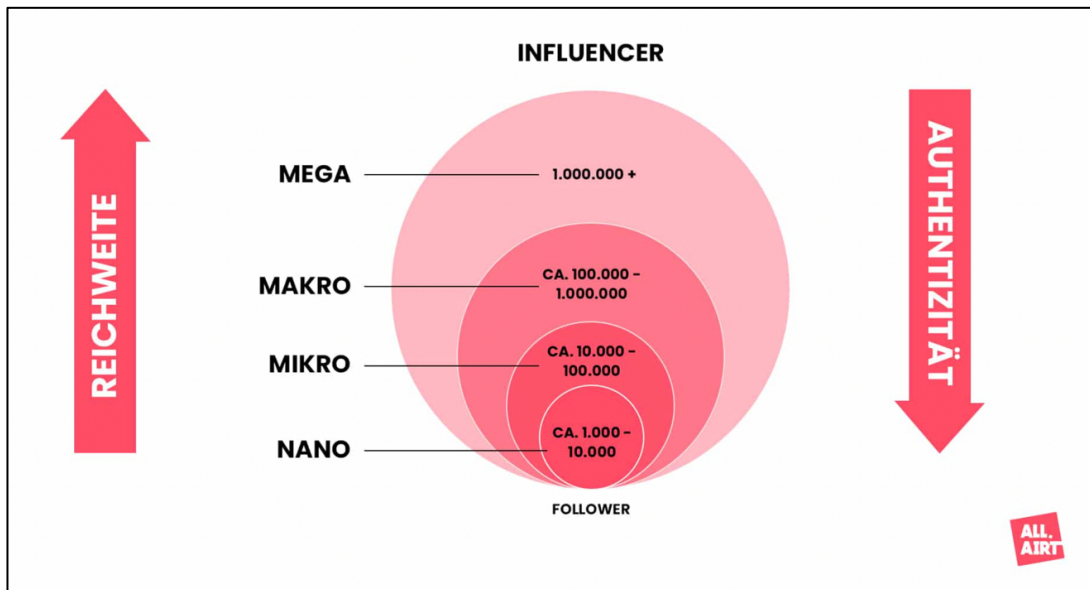 INFLUENCER
REICHWEITE
AUTHENTIZITÄT
MEGA
1.000.000 +
MAKRO
CA. 100.000 –
1.000.000
MIKRO
CA. 10.000 –
100.000
NANO
CA. 1.000 –
10.000
FOLLOWER
ALL.
AIRT